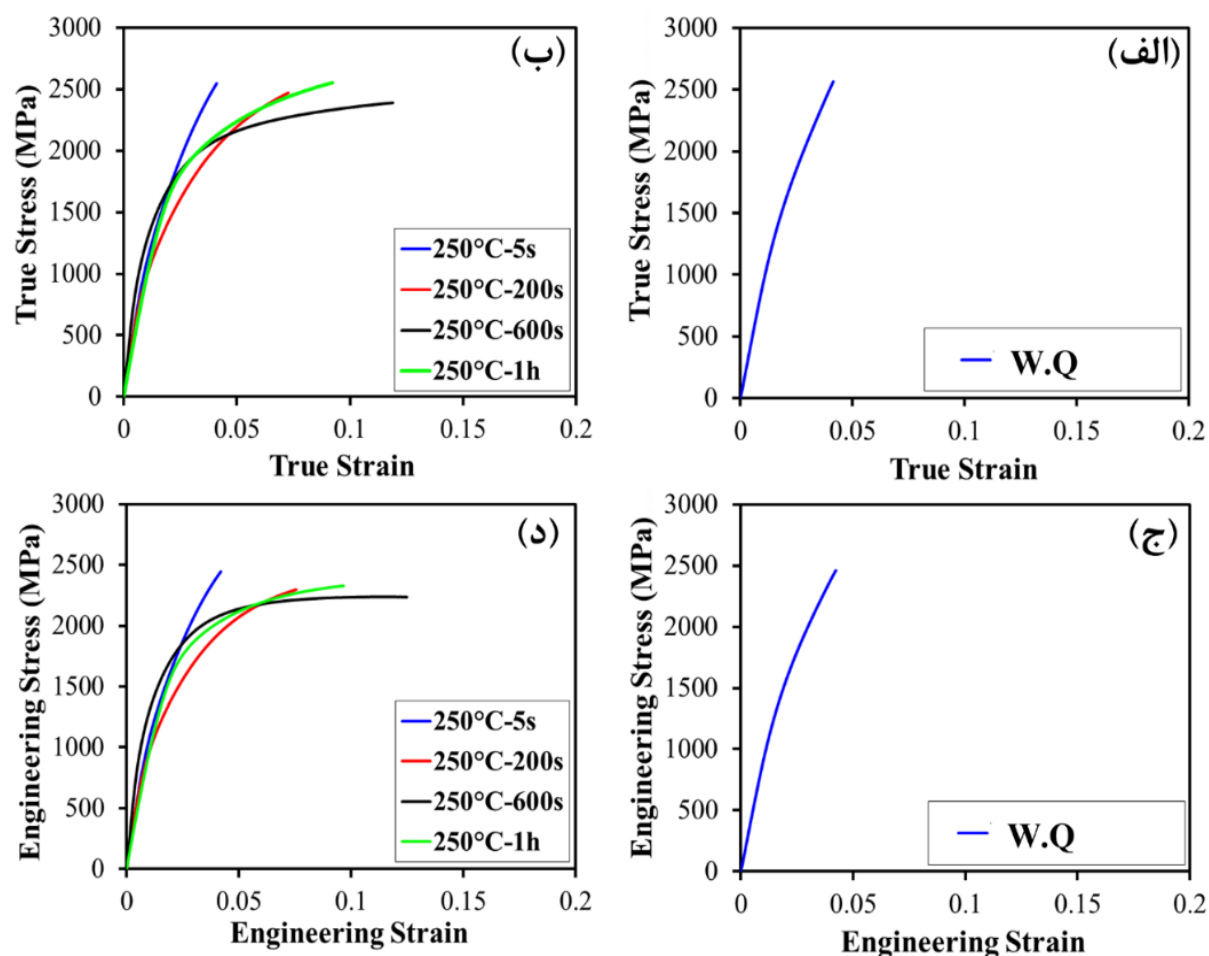 (الف)
True Stress (MPa)
3000
2500
2000
1500
1000
500
0
W.Q
0 0.05 0.1 0.15 0.2
True Strain
(ب)
True Stress (MPa)
3000
2500
2000
1500
1000
500
0
250°C-5s
250°C-200s
250°C-600s
250°C-1h
0 0.05 0.1 0.15 0.2
True Strain
(ج)
Engineering Stress (MPa)
3000
2500
2000
1500
1000
500
0
W.Q
0 0.05 0.1 0.15 0.2
Engineering Strain
(د)
Engineering Stress (MPa)
3000
2500
2000
1500
1000
500
0
250°C-5s
250°C-200s
250°C-600s
250°C-1h
0 0.05 0.1 0.15 0.2
Engineering Strain